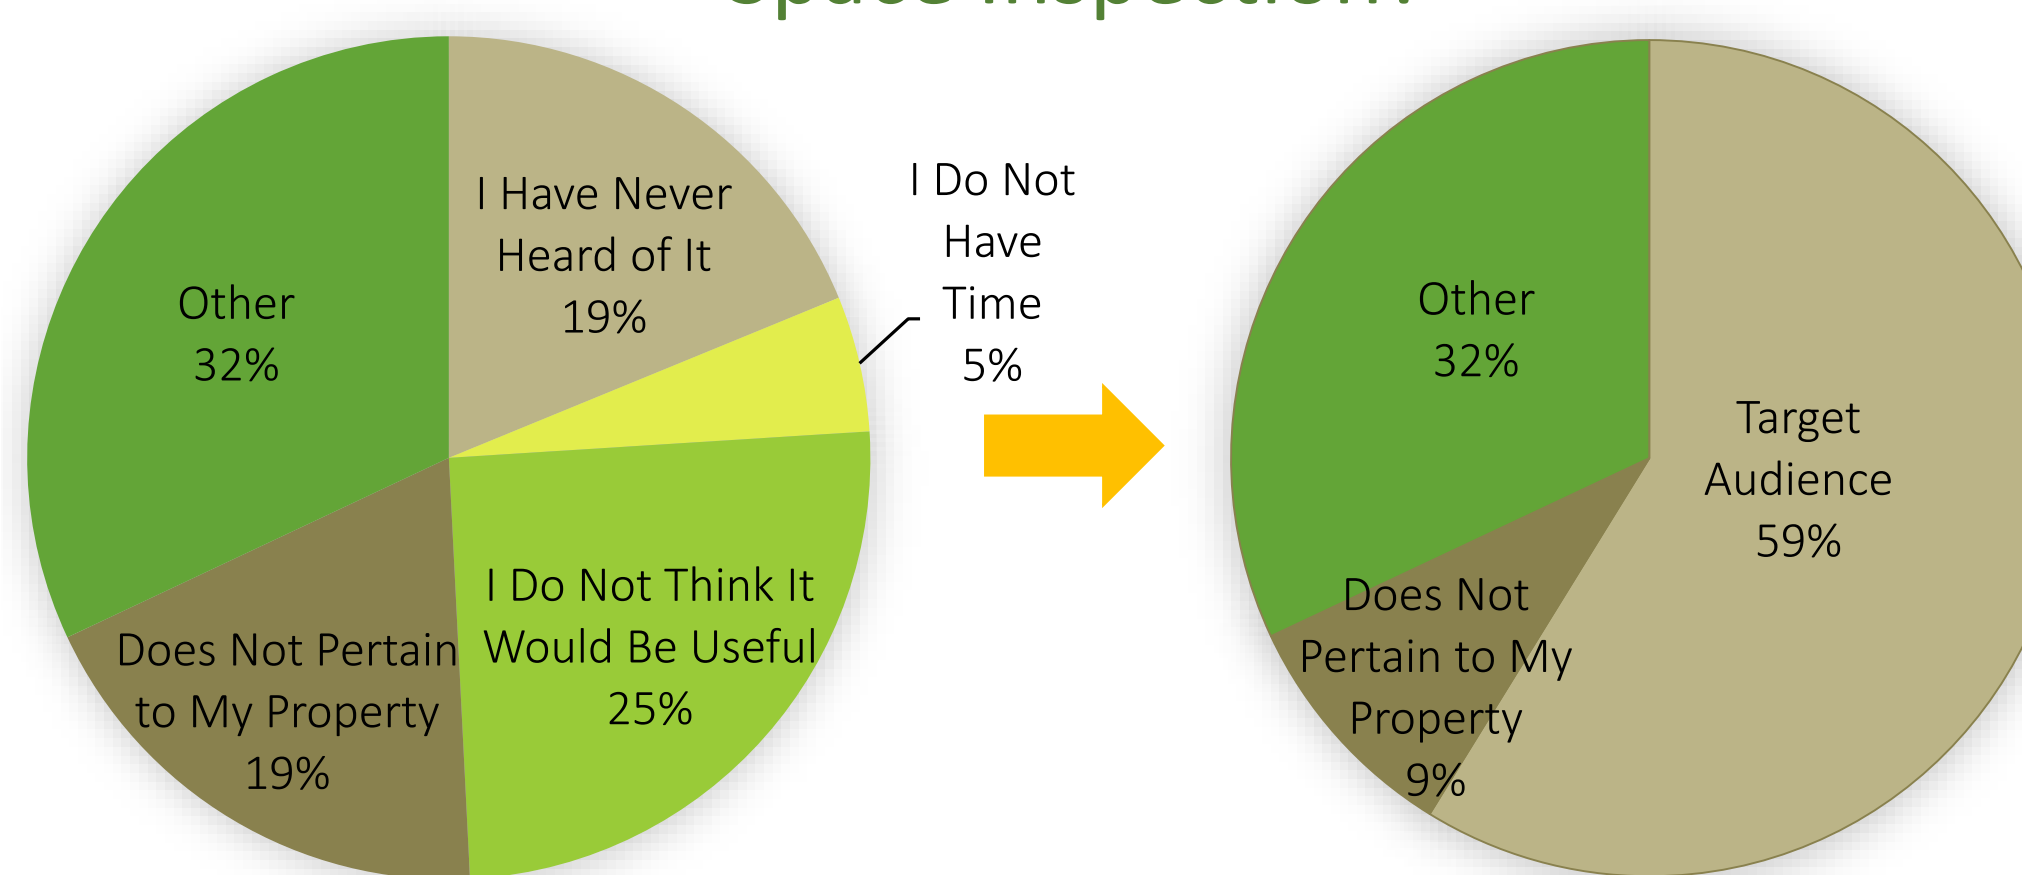 Space Inspection?
I Have Never
Heard of It
19%
I Do Not
Have
Time
5%
Other
32%
I Do Not Think It
Would Be Useful
25%
Does Not Pertain
to My Property
19%
Other
32%
Target
Audience
59%
Does Not
Pertain to My
Property
9%